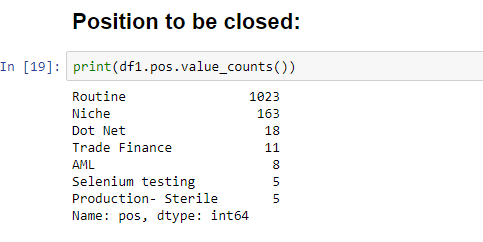 Position to be closed:
In [19]: print(df1.pos.value_counts())
Routine 1023
Niche 163
Dot Net 18
Trade Finance 11
AML 8
Selenium testing 5
Production- Sterile 5
Name: pos, dtype: int64